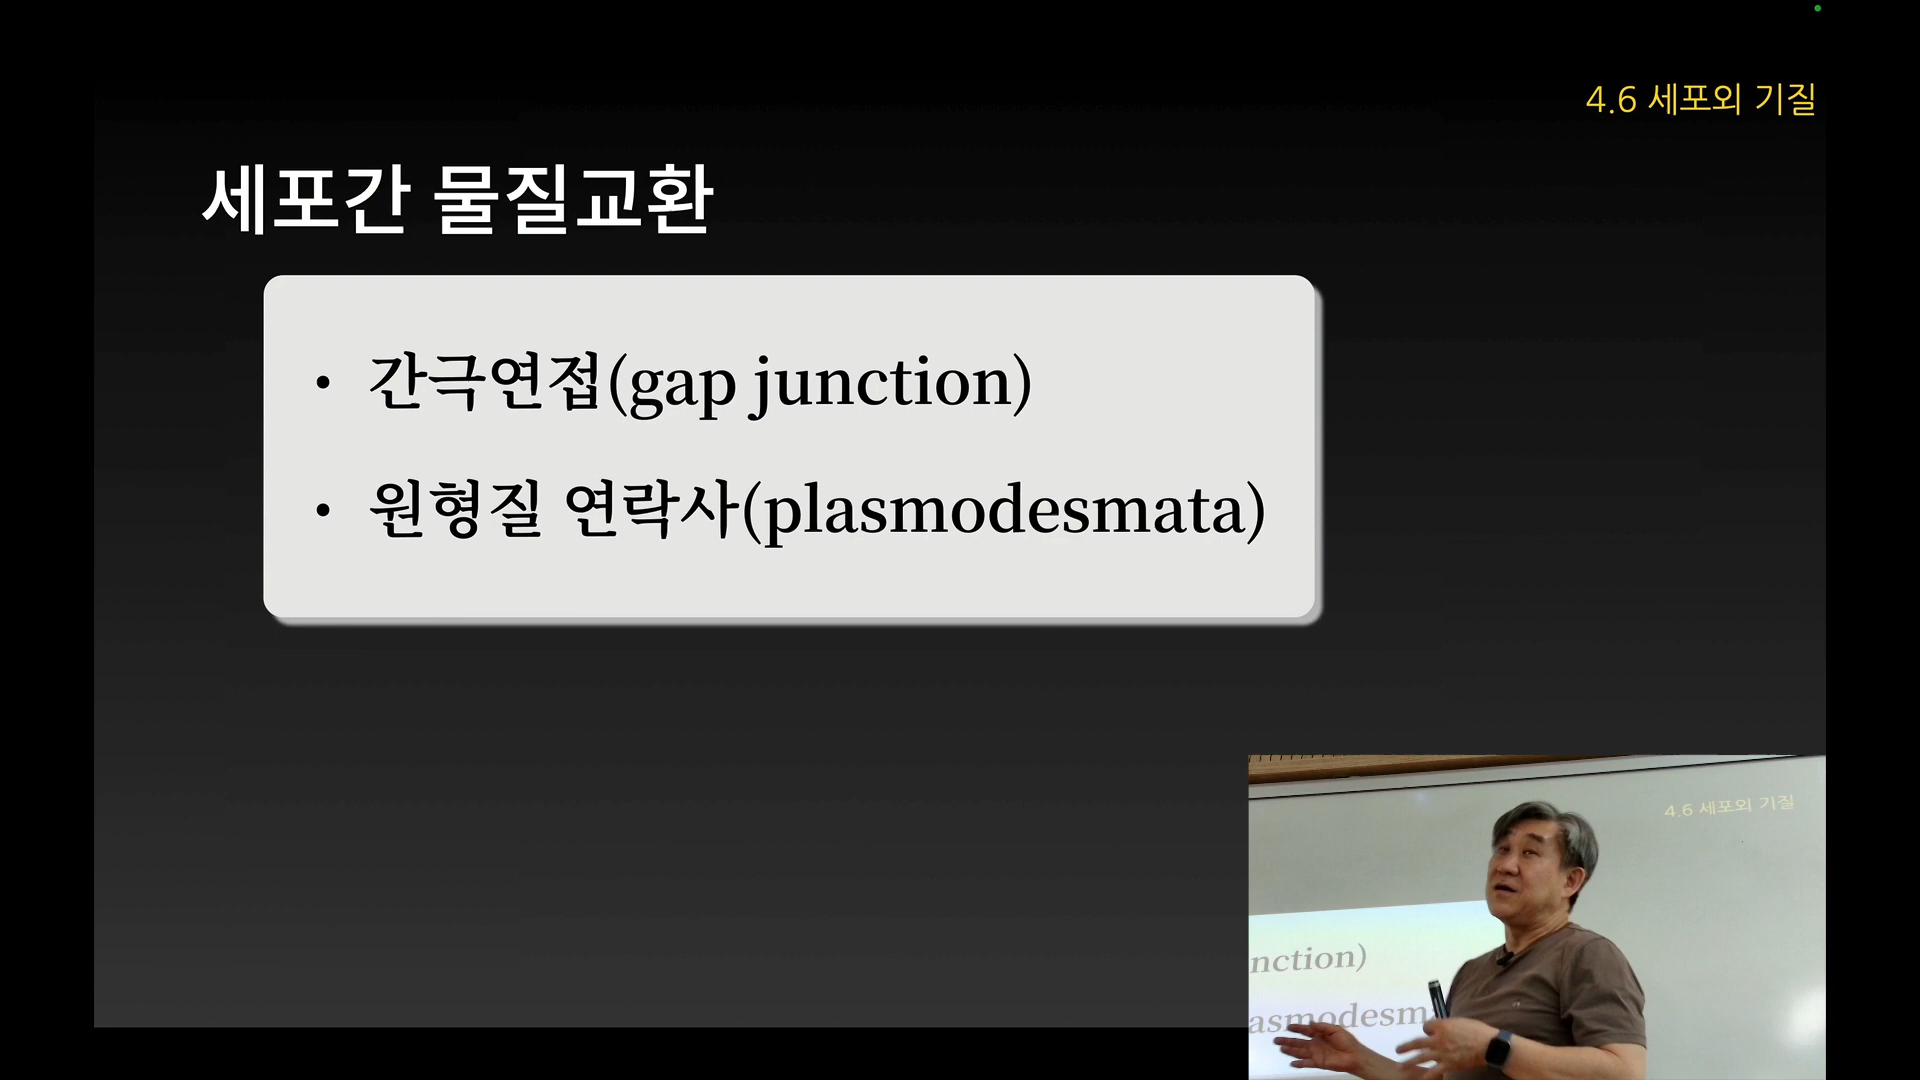 4.6 세포외 기질
세포간 물질교환
• 간극연접(gap junction)
• 원형질 연락사(plasmodesmata)
4.6 세포외 기질
nction)
asmodesm